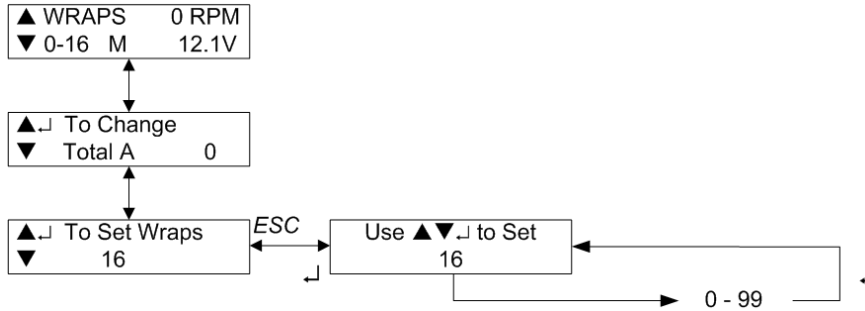 ▲ WRAPS 0 RPM
▼ 0-16 M 12.1V
▲↵ To Change
▼ Total A 0
▲↵ To Set Wraps
▼ 16
ESC
↵
Use ▲▼↵ to Set
16
0 - 99